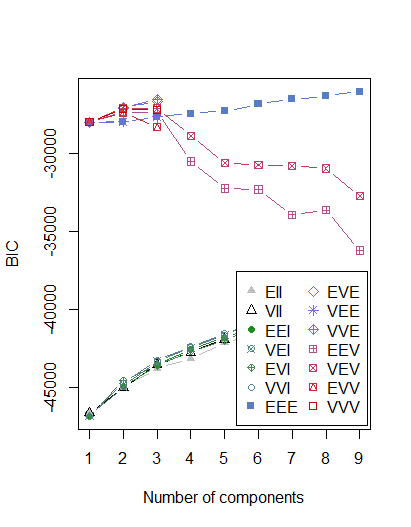 BIC
-30000
-35000
-40000
-45000
EII EVE
VII VEE
EEI VVE
VEI EEV
EVI VEV
VVI EVV
EEE VVV
1 2 3 4 5 6 7 8 9
Number of components